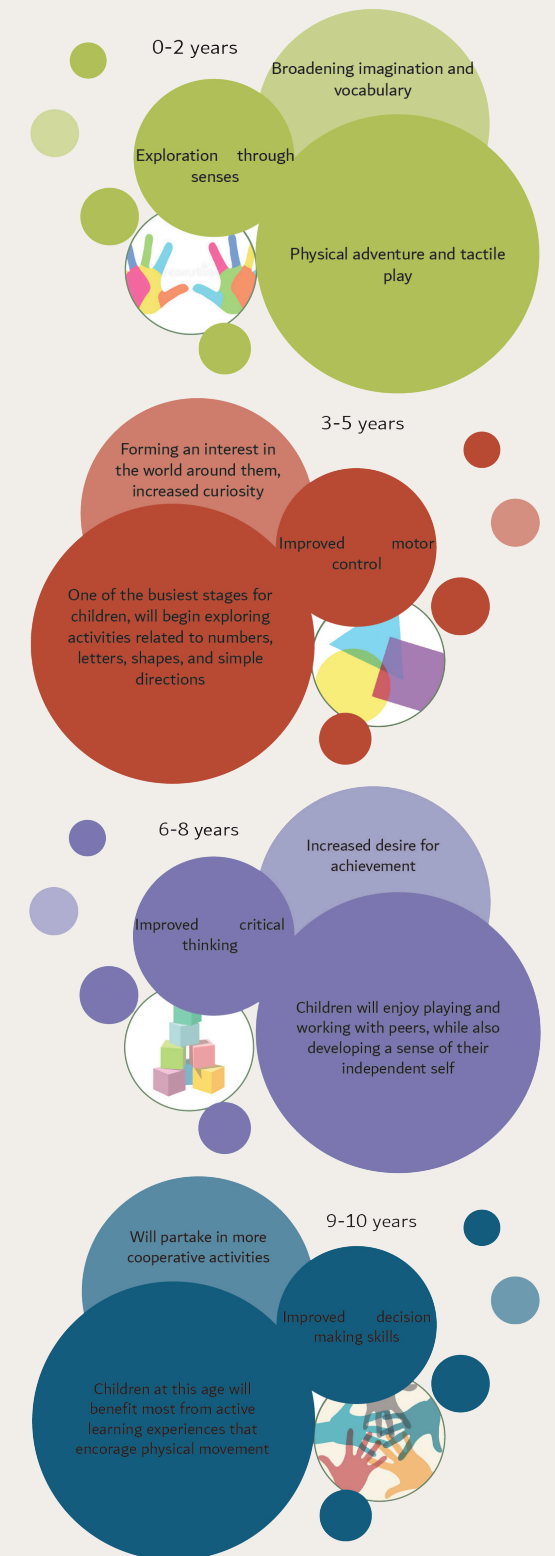 0-2 years
Broadening imagination and
vocabulary
Exploration through
senses
Physical adventure and tactile
play
3-5 years
Forming an interest in
the world around them,
increased curiosity
Improved motor
control
One of the busiest stages for
children, will begin exploring
activities related to numbers,
letters, shapes, and simple
directions
6-8 years
Increased desire for
achievement
Improved critical
thinking
Children will enjoy playing and
working with peers, while also
developing a sense of their
independent self
9-10 years
Will partake in more
cooperative activities
Improved decision
making skills
Children at this age will
benefit most from active
learning experiences that
encorage physical movement